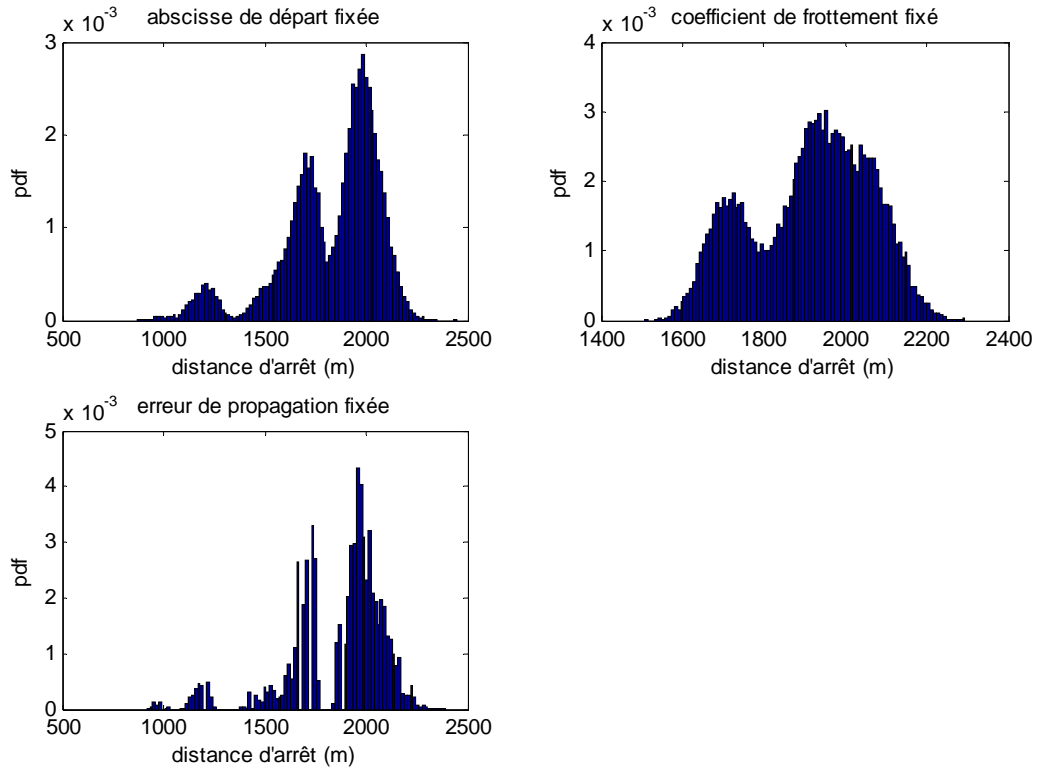 abscisse de départ fixée
x 10-3
3
2
1
0
pdf
500 1000 1500 2000 2500
distance d'arrêt (m)
coefficient de frottement fixé
x 10-3
4
3
2
1
0
pdf
1400 1600 1800 2000 2200 2400
distance d'arrêt (m)
erreur de propagation fixée
x 10-3
5
4
3
2
1
0
pdf
500 1000 1500 2000 2500
distance d'arrêt (m)